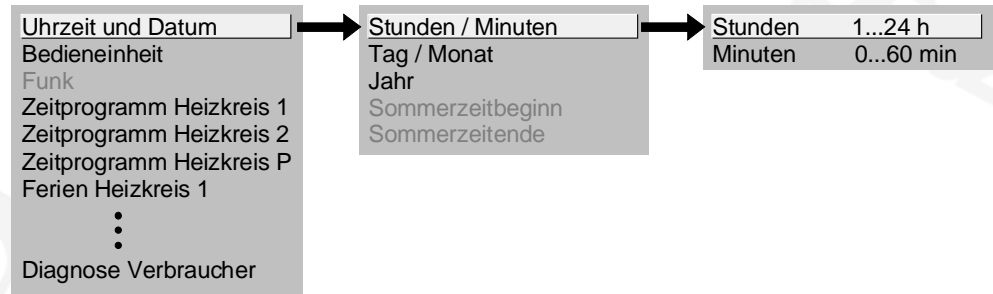 Uhrzeit und Datum
Bedieneinheit
Funk
Zeitprogramm Heizkreis 1
Zeitprogramm Heizkreis 2
Zeitprogramm Heizkreis P
Ferien Heizkreis 1
Diagnose Verbraucher
Stunden / Minuten
Tag / Monat
Jahr
Sommerzeitbeginn
Sommerzeitende
Stunden 1...24 h
Minuten 0...60 min